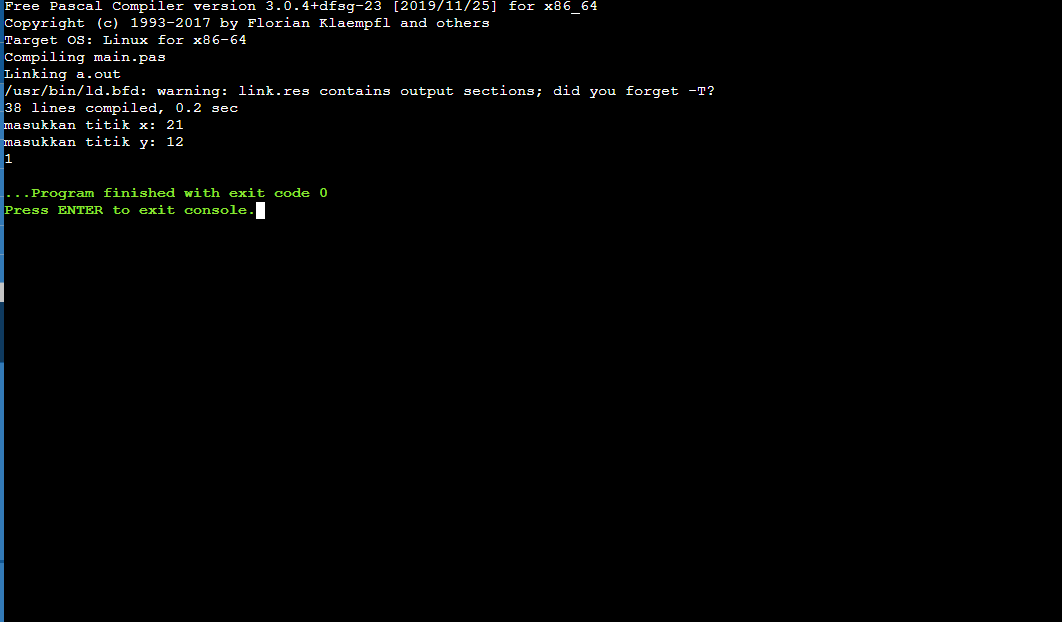 Free Pascal Compiler version 3.0.4+dfsg-23 [2019/11/25] for x86_64
Copyright (c) 1993-2017 by Florian Klaempfl and others
Target OS: Linux for x86-64
Compiling main.pas
Linking a.out
/usr/bin/ld.bfd: warning: link.res contains output sections; did you forget -T?
38 lines compiled, 0.2 sec
masukkan titik x: 21
masukkan titik y: 12
1
...Program finished with exit code 0
Press ENTER to exit console.